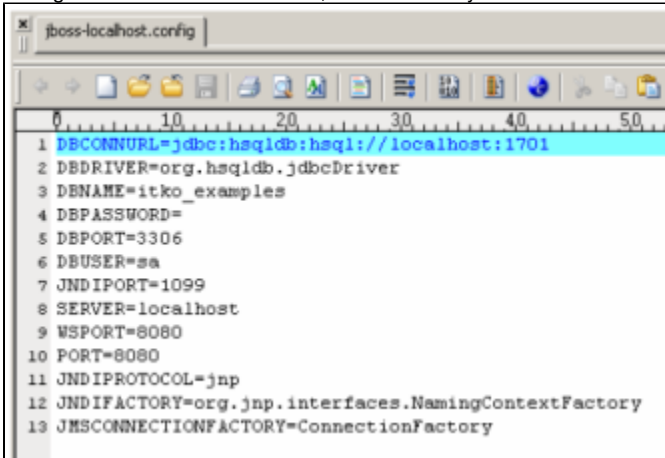 jboss-localhost.config
0 10 20 30 40 50
1 DBCONNURL=jdbc:hsqldb:hsql://localhost:1701
2 DBDRIVER=org.hsqldb.jdbcDriver
3 DBNAME=itko_examples
4 DBPASSWORD=
5 DBPORT=3306
6 DBUSER=sa
7 JNDIPORT=1099
8 SERVER=localhost
9 WSPORT=8080
10 PORT=8080
11 JNDIPROTOCOL=jnp
12 JNDIFACTORY=org.jnp.interfaces.NamingContextFactory
13 JMSCONNECTIONFACTORY=ConnectionFactory